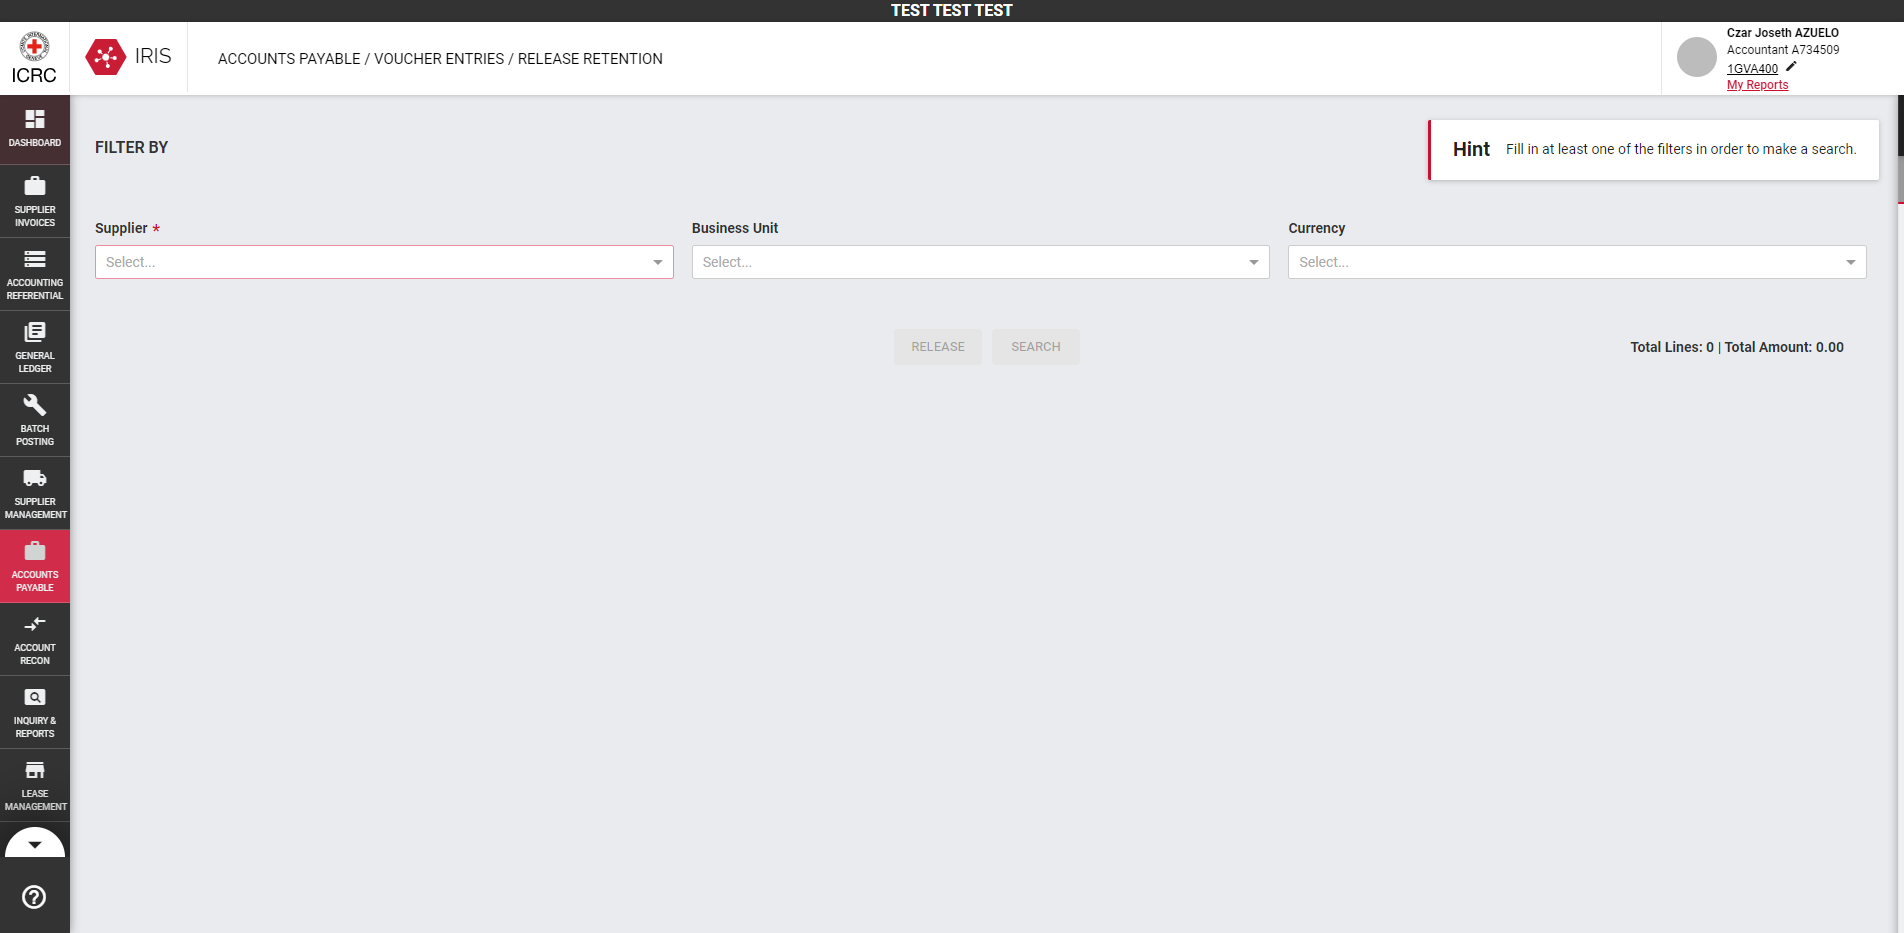 TEST TEST TEST
ICRC
IRIS
ACCOUNTS PAYABLE / VOUCHER ENTRIES / RELEASE RETENTION
Czar Joseth AZUELO
Accountant A734509
1GVA400
My Reports
DASHBOARD
SUPPLIER
INVOICES
ACCOUNTING
REFERENTIAL
GENERAL
LEDGER
BATCH
POSTING
SUPPLIER
MANAGEMENT
ACCOUNTS
PAYABLE
ACCOUNT
RECON
INQUIRY &
REPORTS
LEASE
MANAGEMENT
FILTER BY
Hint Fill in at least one of the filters in order to make a search.
Supplier * Business Unit Currency
Select... Select... Select...
RELEASE SEARCH Total Lines: 0 | Total Amount: 0.00